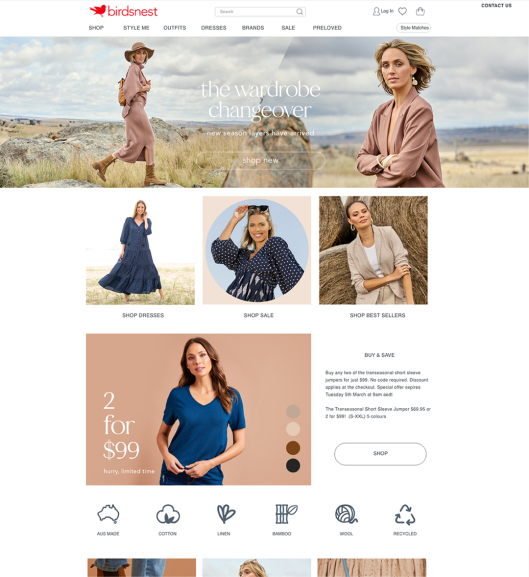 CONTACT US
birdsnest
Search
Log In
SHOP STYLE ME OUTFITS DRESSES BRANDS SALE PRELOVED
Style Matches
the wardrobe
changeover
new season layers have arrived
shop new
SHOP DRESSES
SHOP SALE
SHOP BEST SELLERS
2
for
$99
hurry, limited time
BUY & SAVE
Buy any two of the transeasonal short sleeve
jumpers for just $99. No code required. Discount
applies at the checkout. Special offer expires
Tuesday 5th March at 9am aedt!
The Transeasonal Short Sleeve Jumper $69.95 or
2 for $99! (S-XXL) 5 colours
SHOP
AUS MADE
COTTON
LINEN
BAMBOO
WOOL
RECYCLED